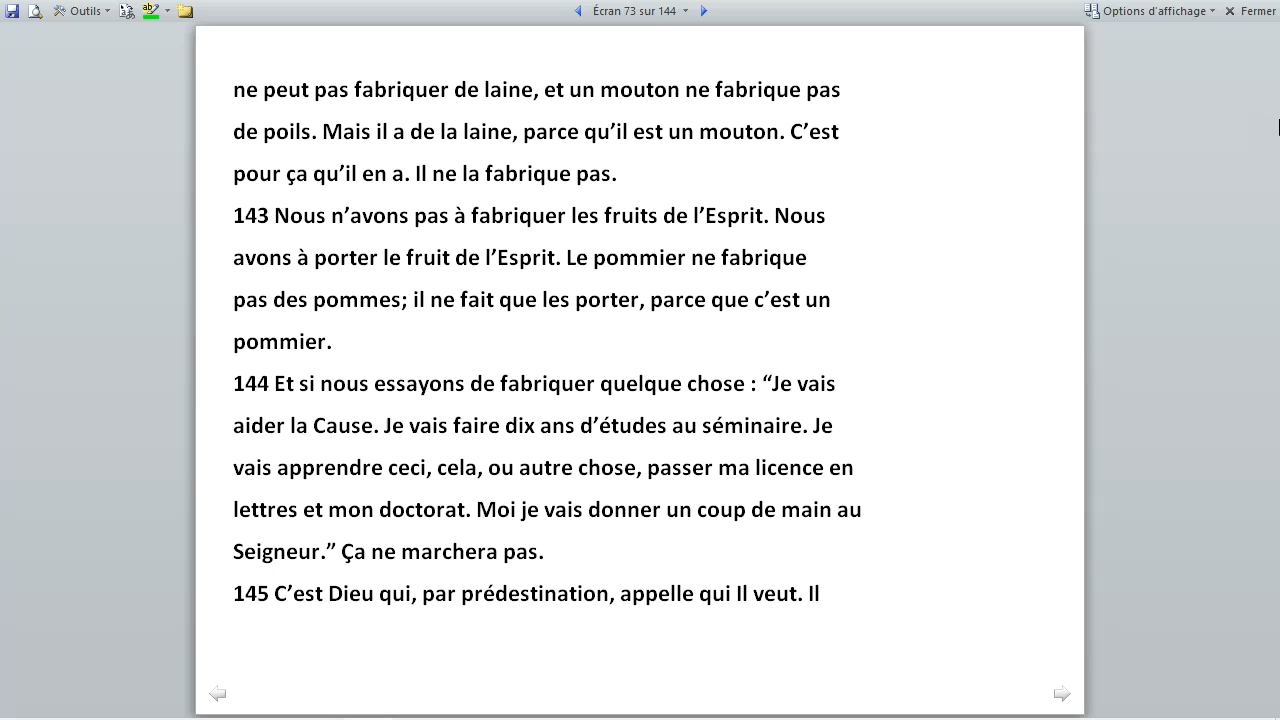 Outils
Écran 73 sur 144
Options d'affichage
Fermer
ne peut pas fabriquer de laine, et un mouton ne fabrique pas
de poils. Mais il a de la laine, parce qu’il est un mouton. C’est
pour ça qu’il en a. Il ne la fabrique pas.
143 Nous n’avons pas à fabriquer les fruits de l’Esprit. Nous
avons à porter le fruit de l’Esprit. Le pommier ne fabrique
pas des pommes; il ne fait que les porter, parce que c’est un
pommier.
144 Et si nous essayons de fabriquer quelque chose : “Je vais
aider la Cause. Je vais faire dix ans d’études au séminaire. Je
vais apprendre ceci, cela, ou autre chose, passer ma licence en
lettres et mon doctorat. Moi je vais donner un coup de main au
Seigneur.” Ça ne marchera pas.
145 C’est Dieu qui, par prédestination, appelle qui Il veut. Il